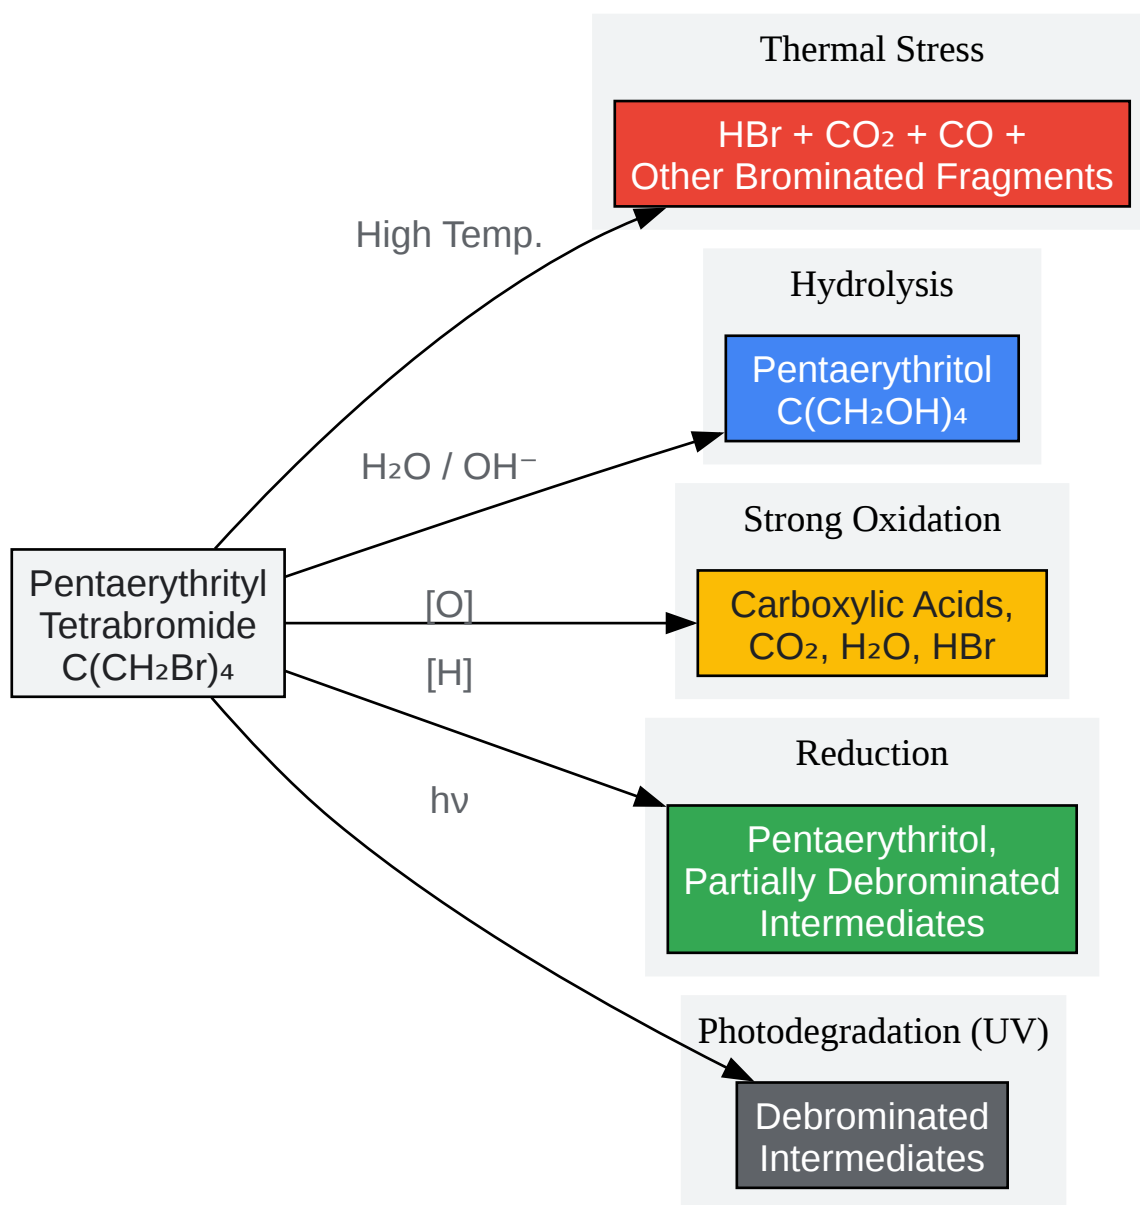 Thermal Stress
HBr + CO₂ + CO +
Other Brominated Fragments
High Temp.
Hydrolysis
Pentaerythritol
C(CH₂OH)₄
H₂O / OH⁻
Strong Oxidation
Pentaerythrityl
Tetrabromide
C(CH₂Br)₄
[O]
Carboxylic Acids,
CO₂, H₂O, HBr
[H]
Reduction
Pentaerythritol,
Partially Debrominated
Intermediates
hν
Photodegradation (UV)
Debrominated
Intermediates